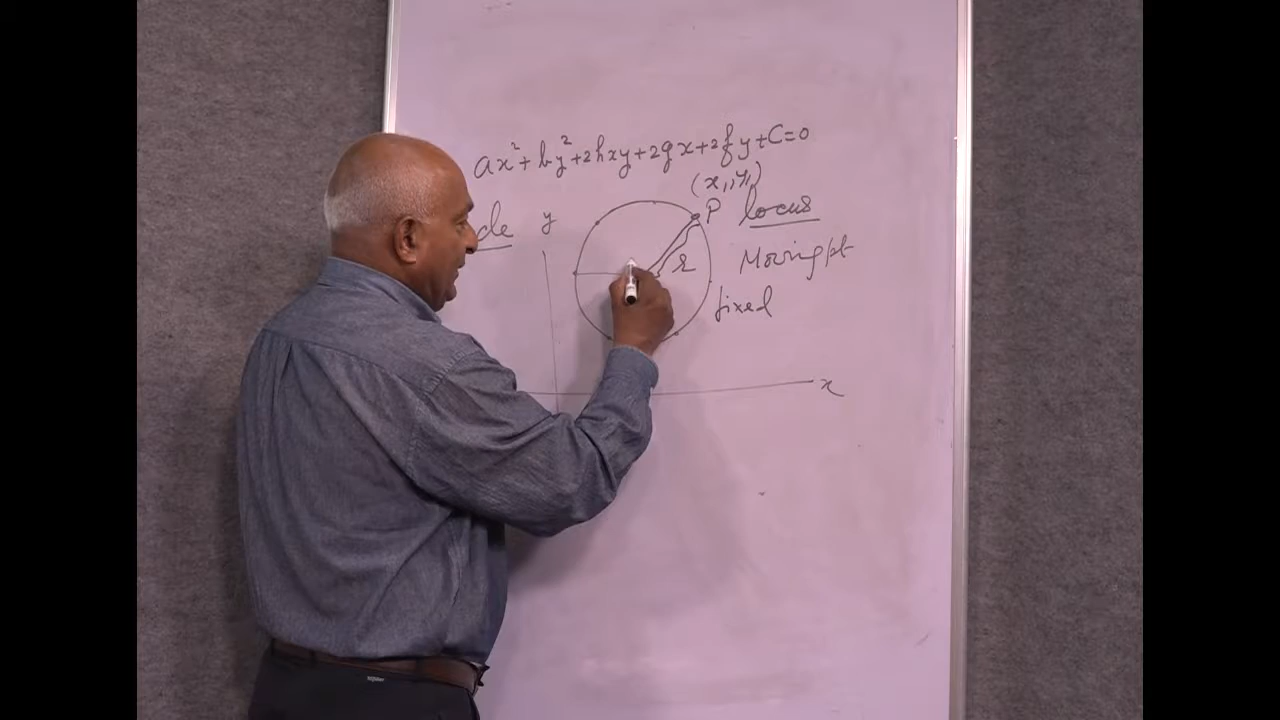 ax²+by²+2hxy+2gx+2fy+C=0
(x₁,y₁)
y P locus
r Moving pt
fixed
x